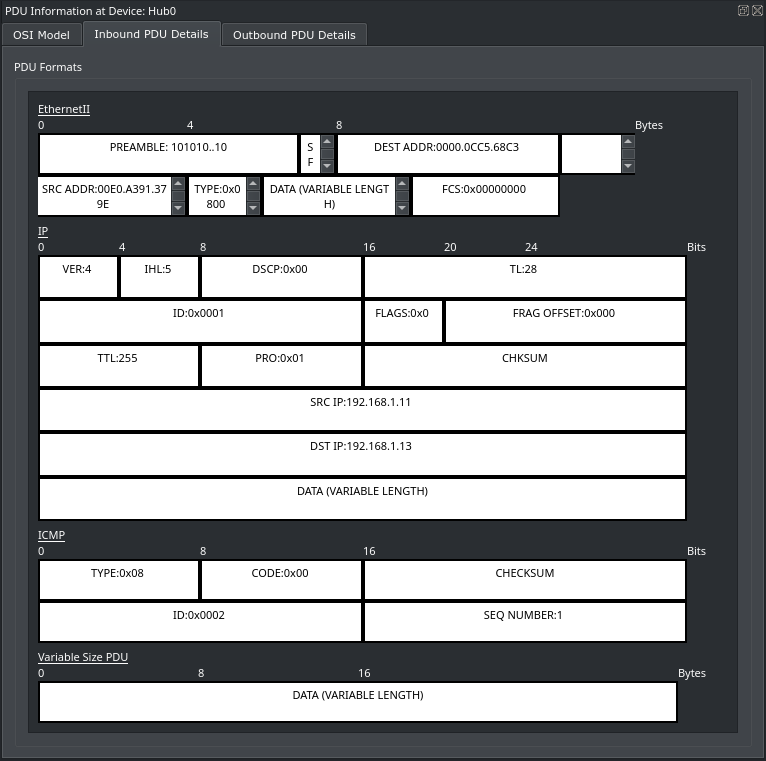 PDU Information at Device: Hub0
OSI Model Inbound PDU Details Outbound PDU Details
PDU Formats
EthernetII
0 4 8 Bytes
PREAMBLE: 101010..10 S DEST ADDR:0000.0CC5.68C3
F
SRC ADDR:00E0.A391.37 TYPE:0x0 DATA (VARIABLE LENGT FCS:0x00000000
9E 800 H)
IP
0 4 8 16 20 24 Bits
VER:4 IHL:5 DSCP:0x00 TL:28
ID:0x0001 FLAGS:0x0 FRAG OFFSET:0x000
TTL:255 PRO:0x01 CHKSUM
SRC IP:192.168.1.11
DST IP:192.168.1.13
DATA (VARIABLE LENGTH)
ICMP
0 8 16 Bits
TYPE:0x08 CODE:0x00 CHECKSUM
ID:0x0002 SEQ NUMBER:1
Variable Size PDU
0 8 16 Bytes
DATA (VARIABLE LENGTH)